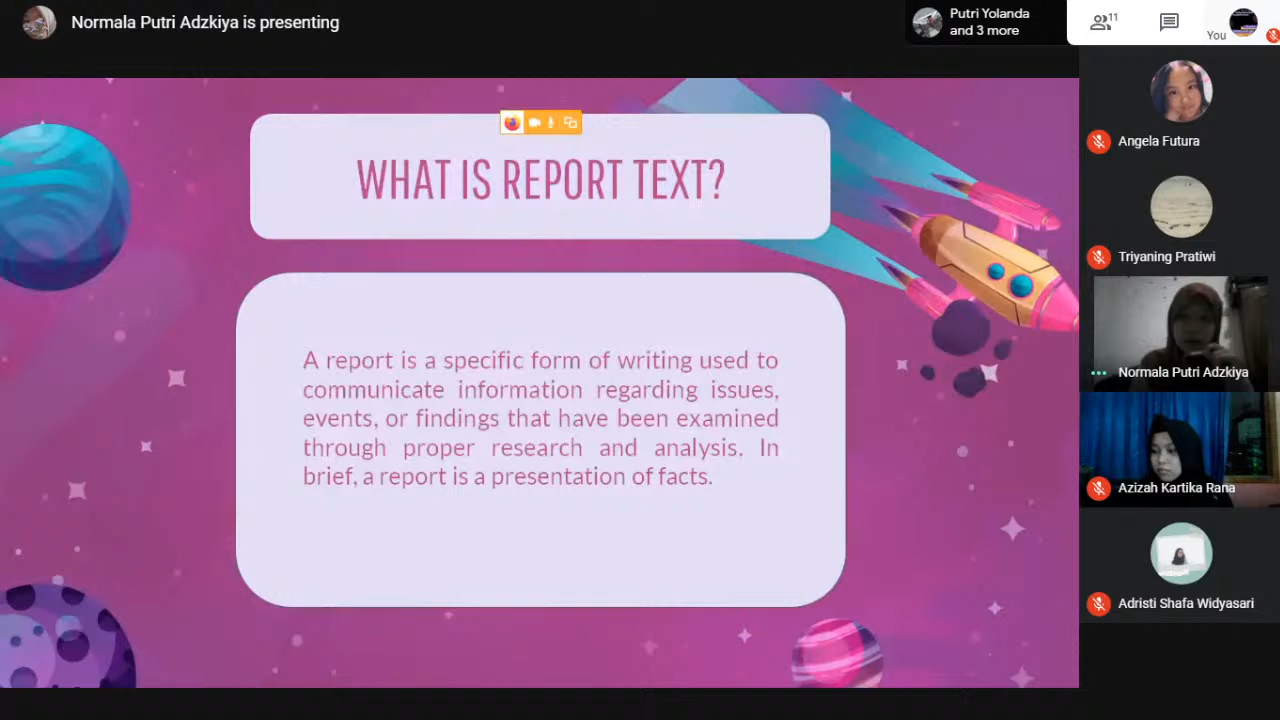 Normala Putri Adzkiya is presenting
Putri Yolanda
and 3 more
11
You
WHAT IS REPORT TEXT?
A report is a specific form of writing used to
communicate information regarding issues,
events, or findings that have been examined
through proper research and analysis. In
brief, a report is a presentation of facts.
Angela Futura
Triyaning Pratiwi
Normala Putri Adzkiya
Azizah Kartika Rana
Adristi Shafa Widyasari